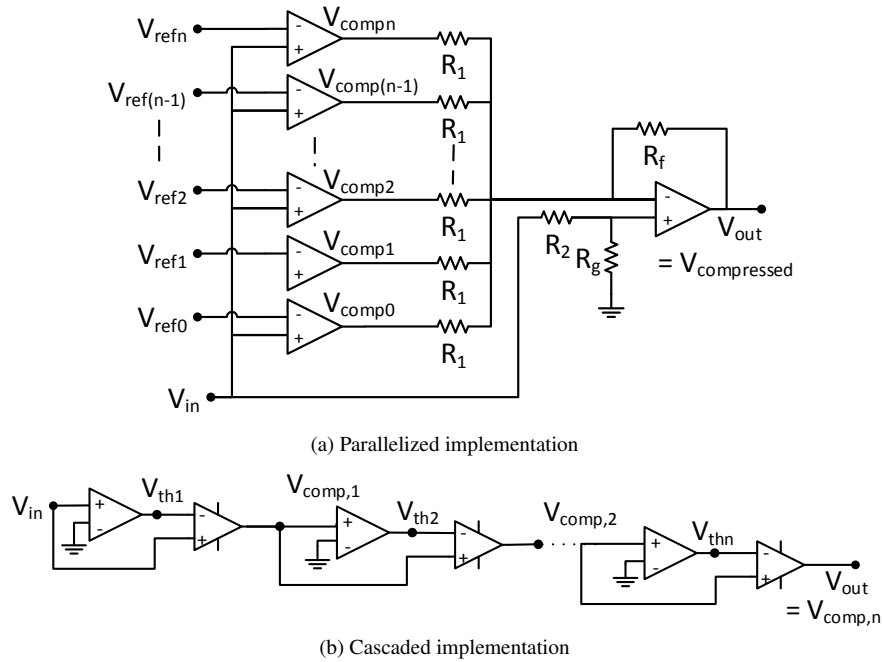 V_refn
V_compn
R_1
V_ref(n-1)
V_comp(n-1)
R_1
V_ref2
V_comp2
R_1
R_f
V_out
= V_compressed
R_2
R_g
V_ref1
V_comp1
R_1
V_ref0
V_comp0
R_1
V_in
- + - + - + - + - + - +
(a) Parallelized implementation
V_in
V_th1
V_comp,1
V_th2
V_comp,2
V_thn
V_out
= V_comp,n
+ - - + + - - + + - - +
(b) Cascaded implementation